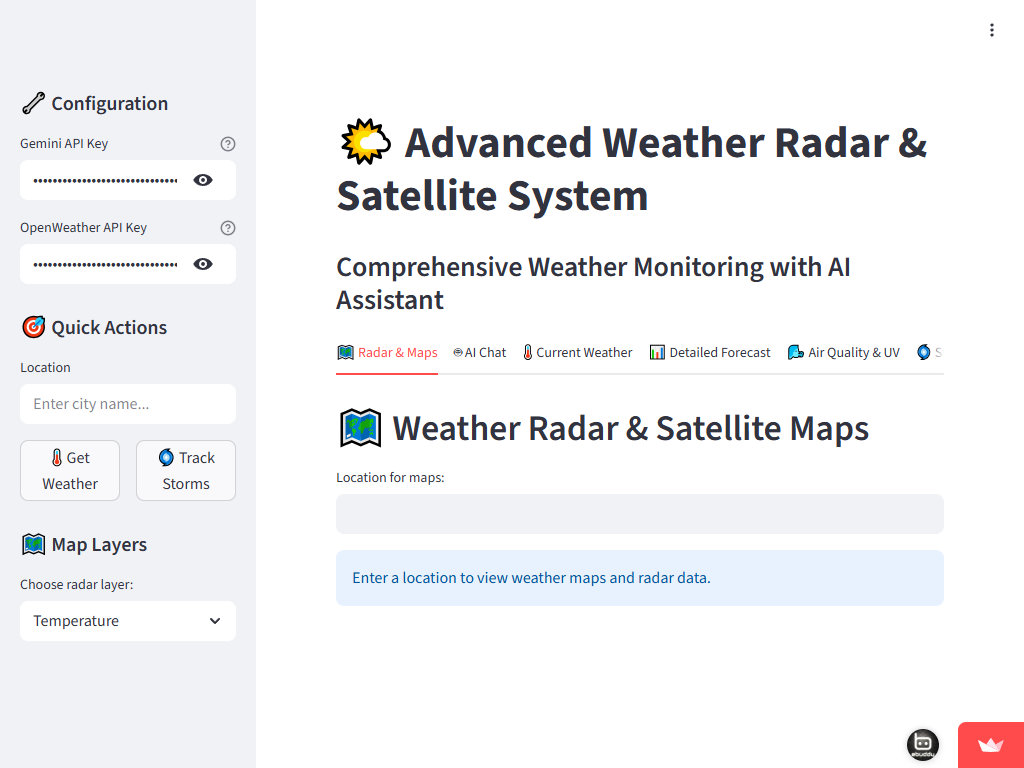 Configuration
Gemini API Key
••••••••••••••••••••••••••••••
OpenWeather API Key
••••••••••••••••••••••••••••••
Quick Actions
Location
Enter city name...
Get
Weather
Track
Storms
Map Layers
Choose radar layer:
Temperature
Advanced Weather Radar &
Satellite System
Comprehensive Weather Monitoring with AI
Assistant
Radar & Maps
AI Chat
Current Weather
Detailed Forecast
Air Quality & UV
S
Weather Radar & Satellite Maps
Location for maps:
Enter a location to view weather maps and radar data.